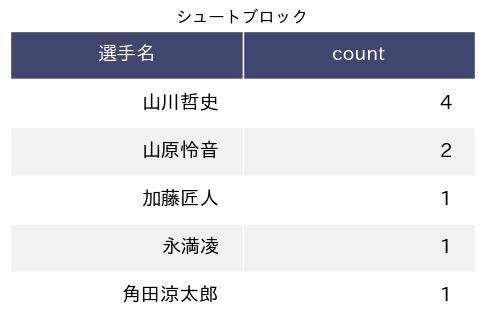 シュートブロック
選手名 count
山川哲史 4
山原怜音 2
加藤匠人 1
永満凌 1
角田涼太郎 1